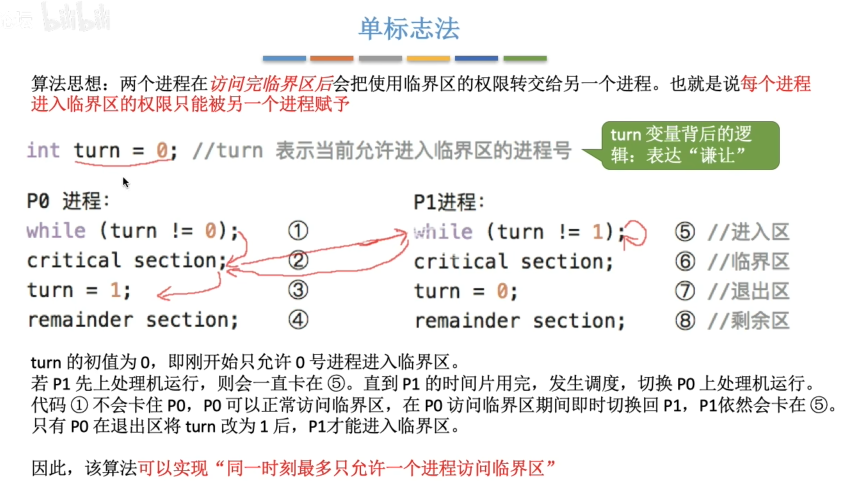 bilibili
单标志法
算法思想：两个进程在访问完临界区后会把使用临界区的权限转交给另一个进程。也就是说每个进程
进入临界区的权限只能被另一个进程赋予
int turn = 0; //turn 表示当前允许进入临界区的进程号
turn 变量背后的逻
辑：表达“谦让”
P0 进程：
while (turn != 0); ①
critical section; ②
turn = 1; ③
remainder section; ④
P1进程：
while (turn != 1); ⑤ //进入区
critical section; ⑥ //临界区
turn = 0; ⑦ //退出区
remainder section; ⑧ //剩余区
turn 的初值为 0，即刚开始只允许 0 号进程进入临界区。
若 P1 先上处理机运行，则会一直卡在 ⑤。直到 P1 的时间片用完，发生调度，切换 P0 上处理机运行。
代码 ① 不会卡住 P0，P0 可以正常访问临界区，在 P0 访问临界区期间即时切换回 P1，P1依然会卡在 ⑤。
只有 P0 在退出区将 turn 改为 1 后，P1才能进入临界区。
因此，该算法可以实现“同一时刻最多只允许一个进程访问临界区”